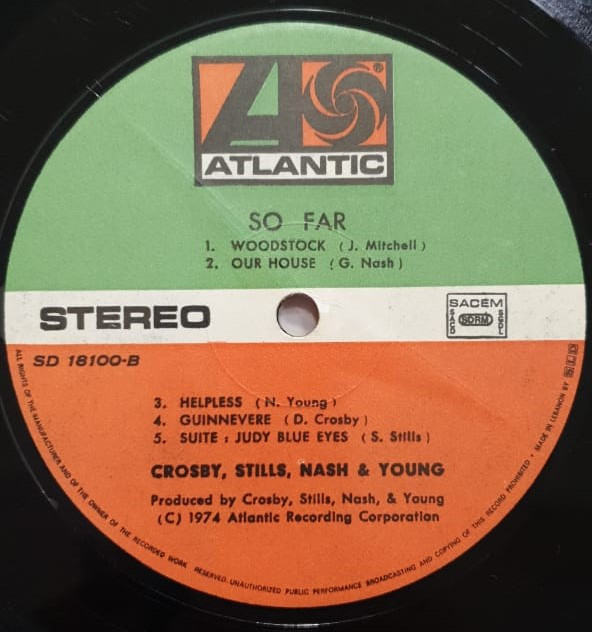 ATLANTIC
SO FAR
1. WOODSTOCK (J. Mitchell)
2. OUR HOUSE (G. Nash)
STEREO
SACEM
SACD SDRM SGDL
SD 18100-B
3. HELPLESS (N. Young)
4. GUINNEVERE (D. Crosby)
5. SUITE : JUDY BLUE EYES (S. Stills)
CROSBY, STILLS, NASH & YOUNG
Produced by Crosby, Stills, Nash, & Young
(C) 1974 Atlantic Recording Corporation
ALL RIGHTS OF THE MANUFACTURER AND OF THE OWNER OF THE RECORDED WORK RESERVED. UNAUTHORIZED PUBLIC PERFORMANCE BROADCASTING AND COPYING OF THIS RECORD PROHIBITED • MADE IN LEBANON BY